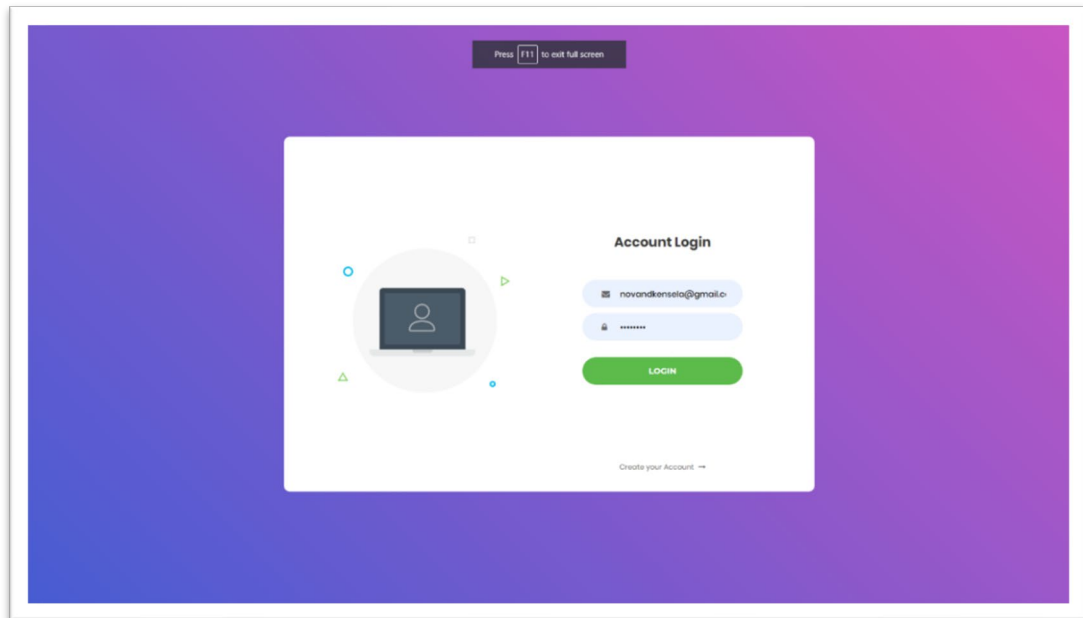 Press F11 to exit full screen
Account Login
novandkensela@gmail.c
••••••••
LOGIN
Create your Account →